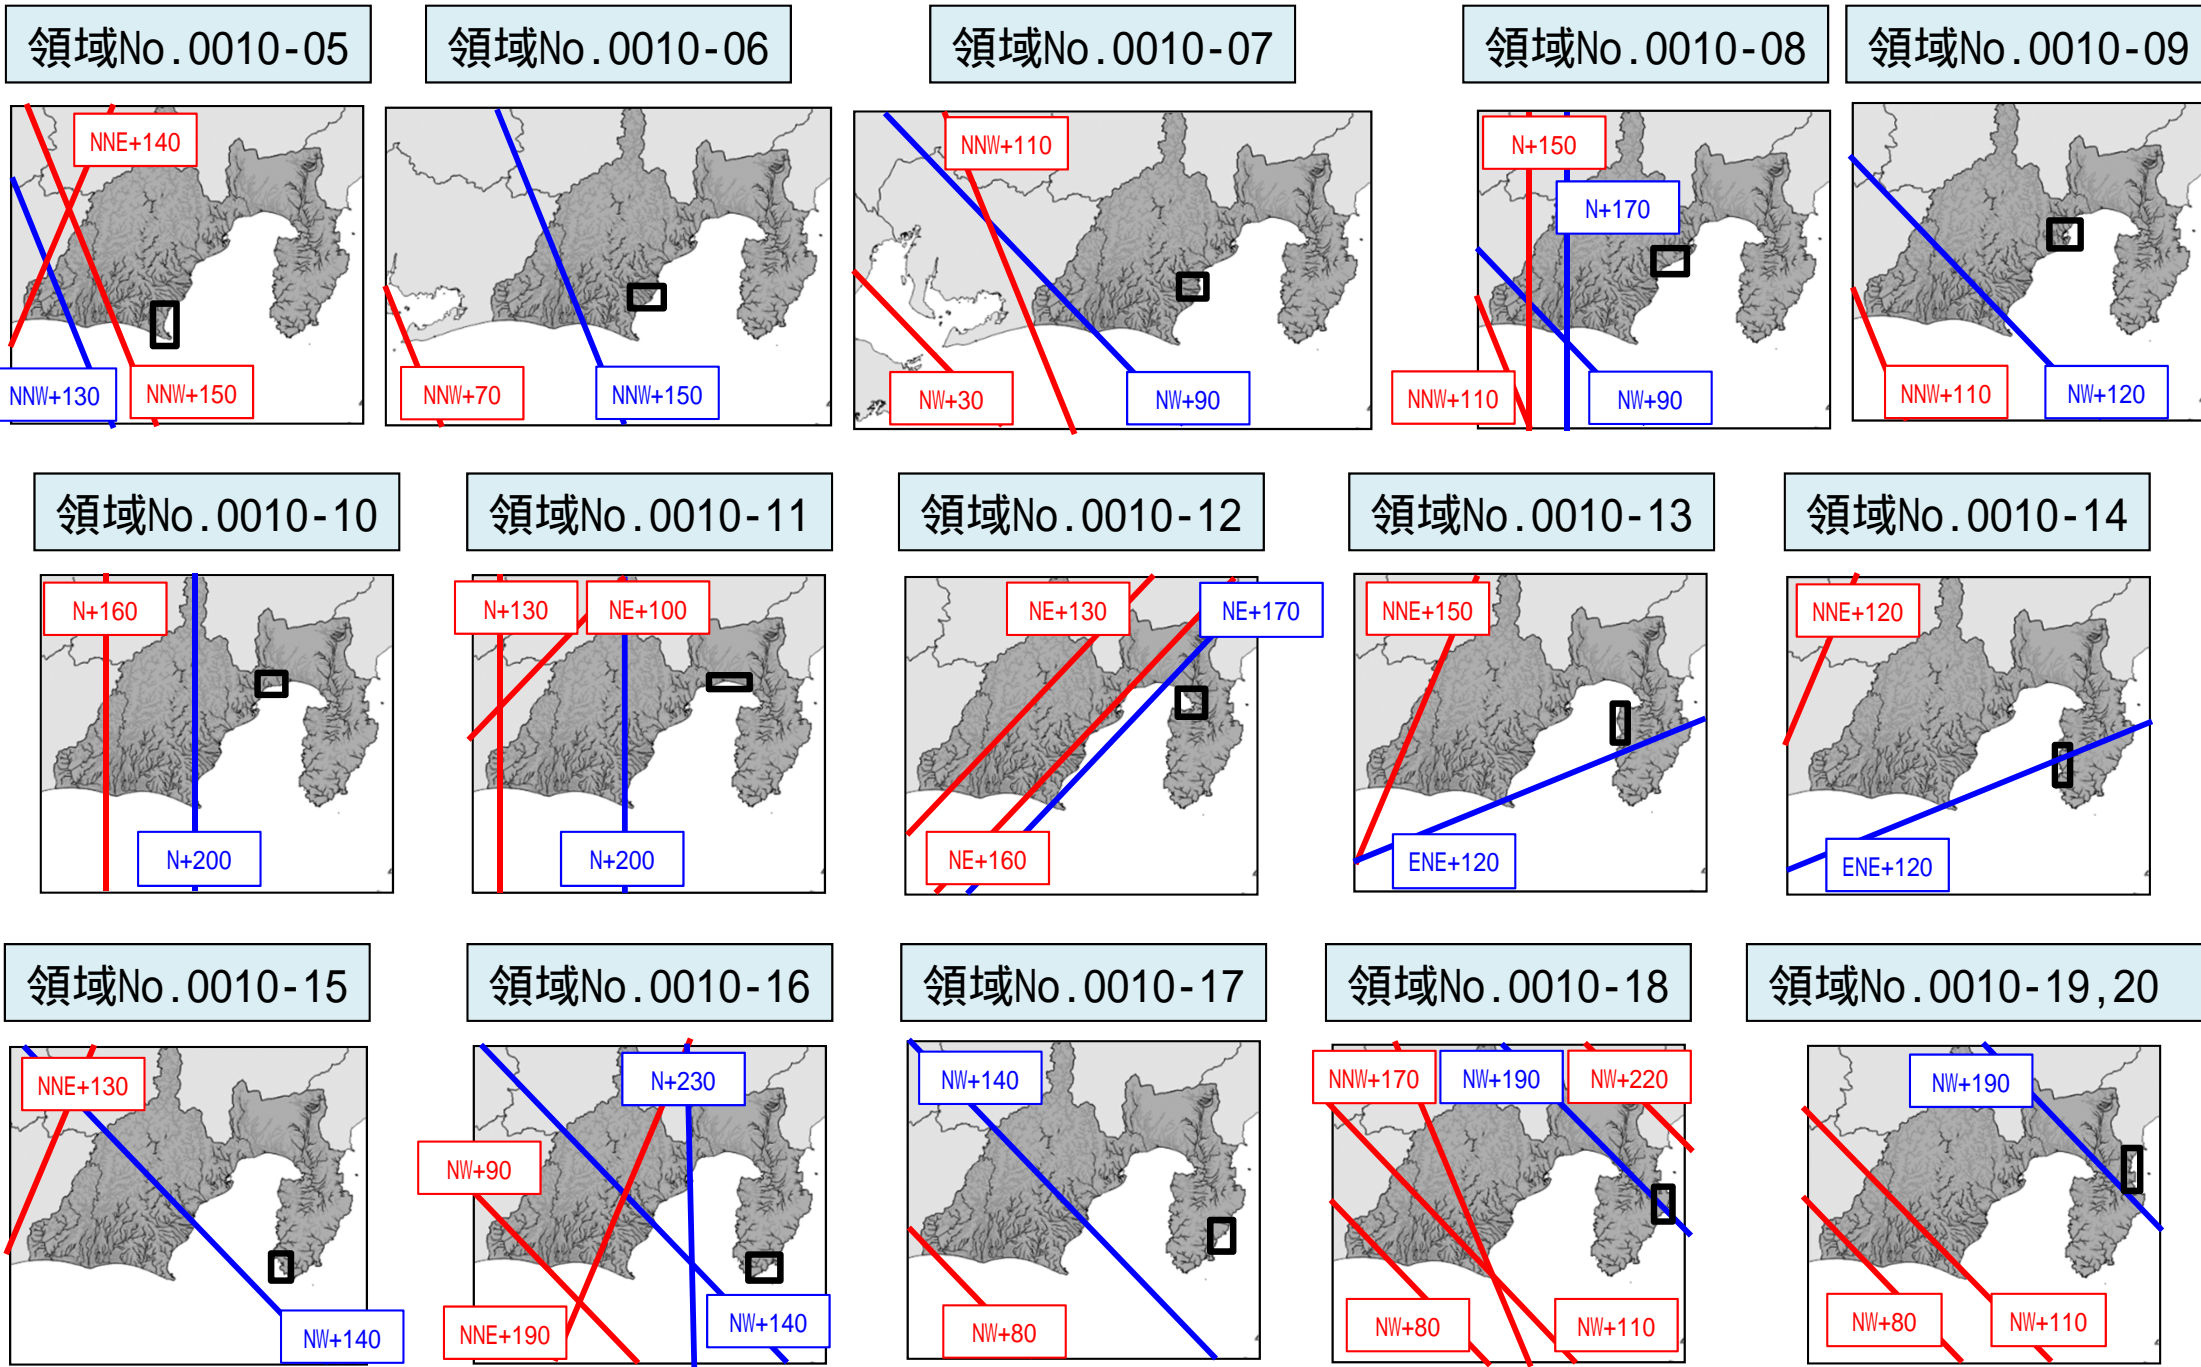 領域No.0010-05
領域No.0010-06
領域No.0010-07
領域No.0010-08
領域No.0010-09
NNE+140
NNW+130
NNW+150
NNW+70
NNW+150
NNW+110
NW+30
NW+90
N+150
N+170
NNW+110
NW+90
NNW+110
NW+120
領域No.0010-10
領域No.0010-11
領域No.0010-12
領域No.0010-13
領域No.0010-14
N+160
N+200
N+130
NE+100
N+200
NE+130
NE+170
NE+160
NNE+150
ENE+120
NNE+120
ENE+120
領域No.0010-15
領域No.0010-16
領域No.0010-17
領域No.0010-18
領域No.0010-19,20
NNE+130
NW+140
N+230
NW+90
NNE+190
NW+140
NW+140
NW+80
NNW+170
NW+190
NW+220
NW+80
NW+110
NW+190
NW+80
NW+110